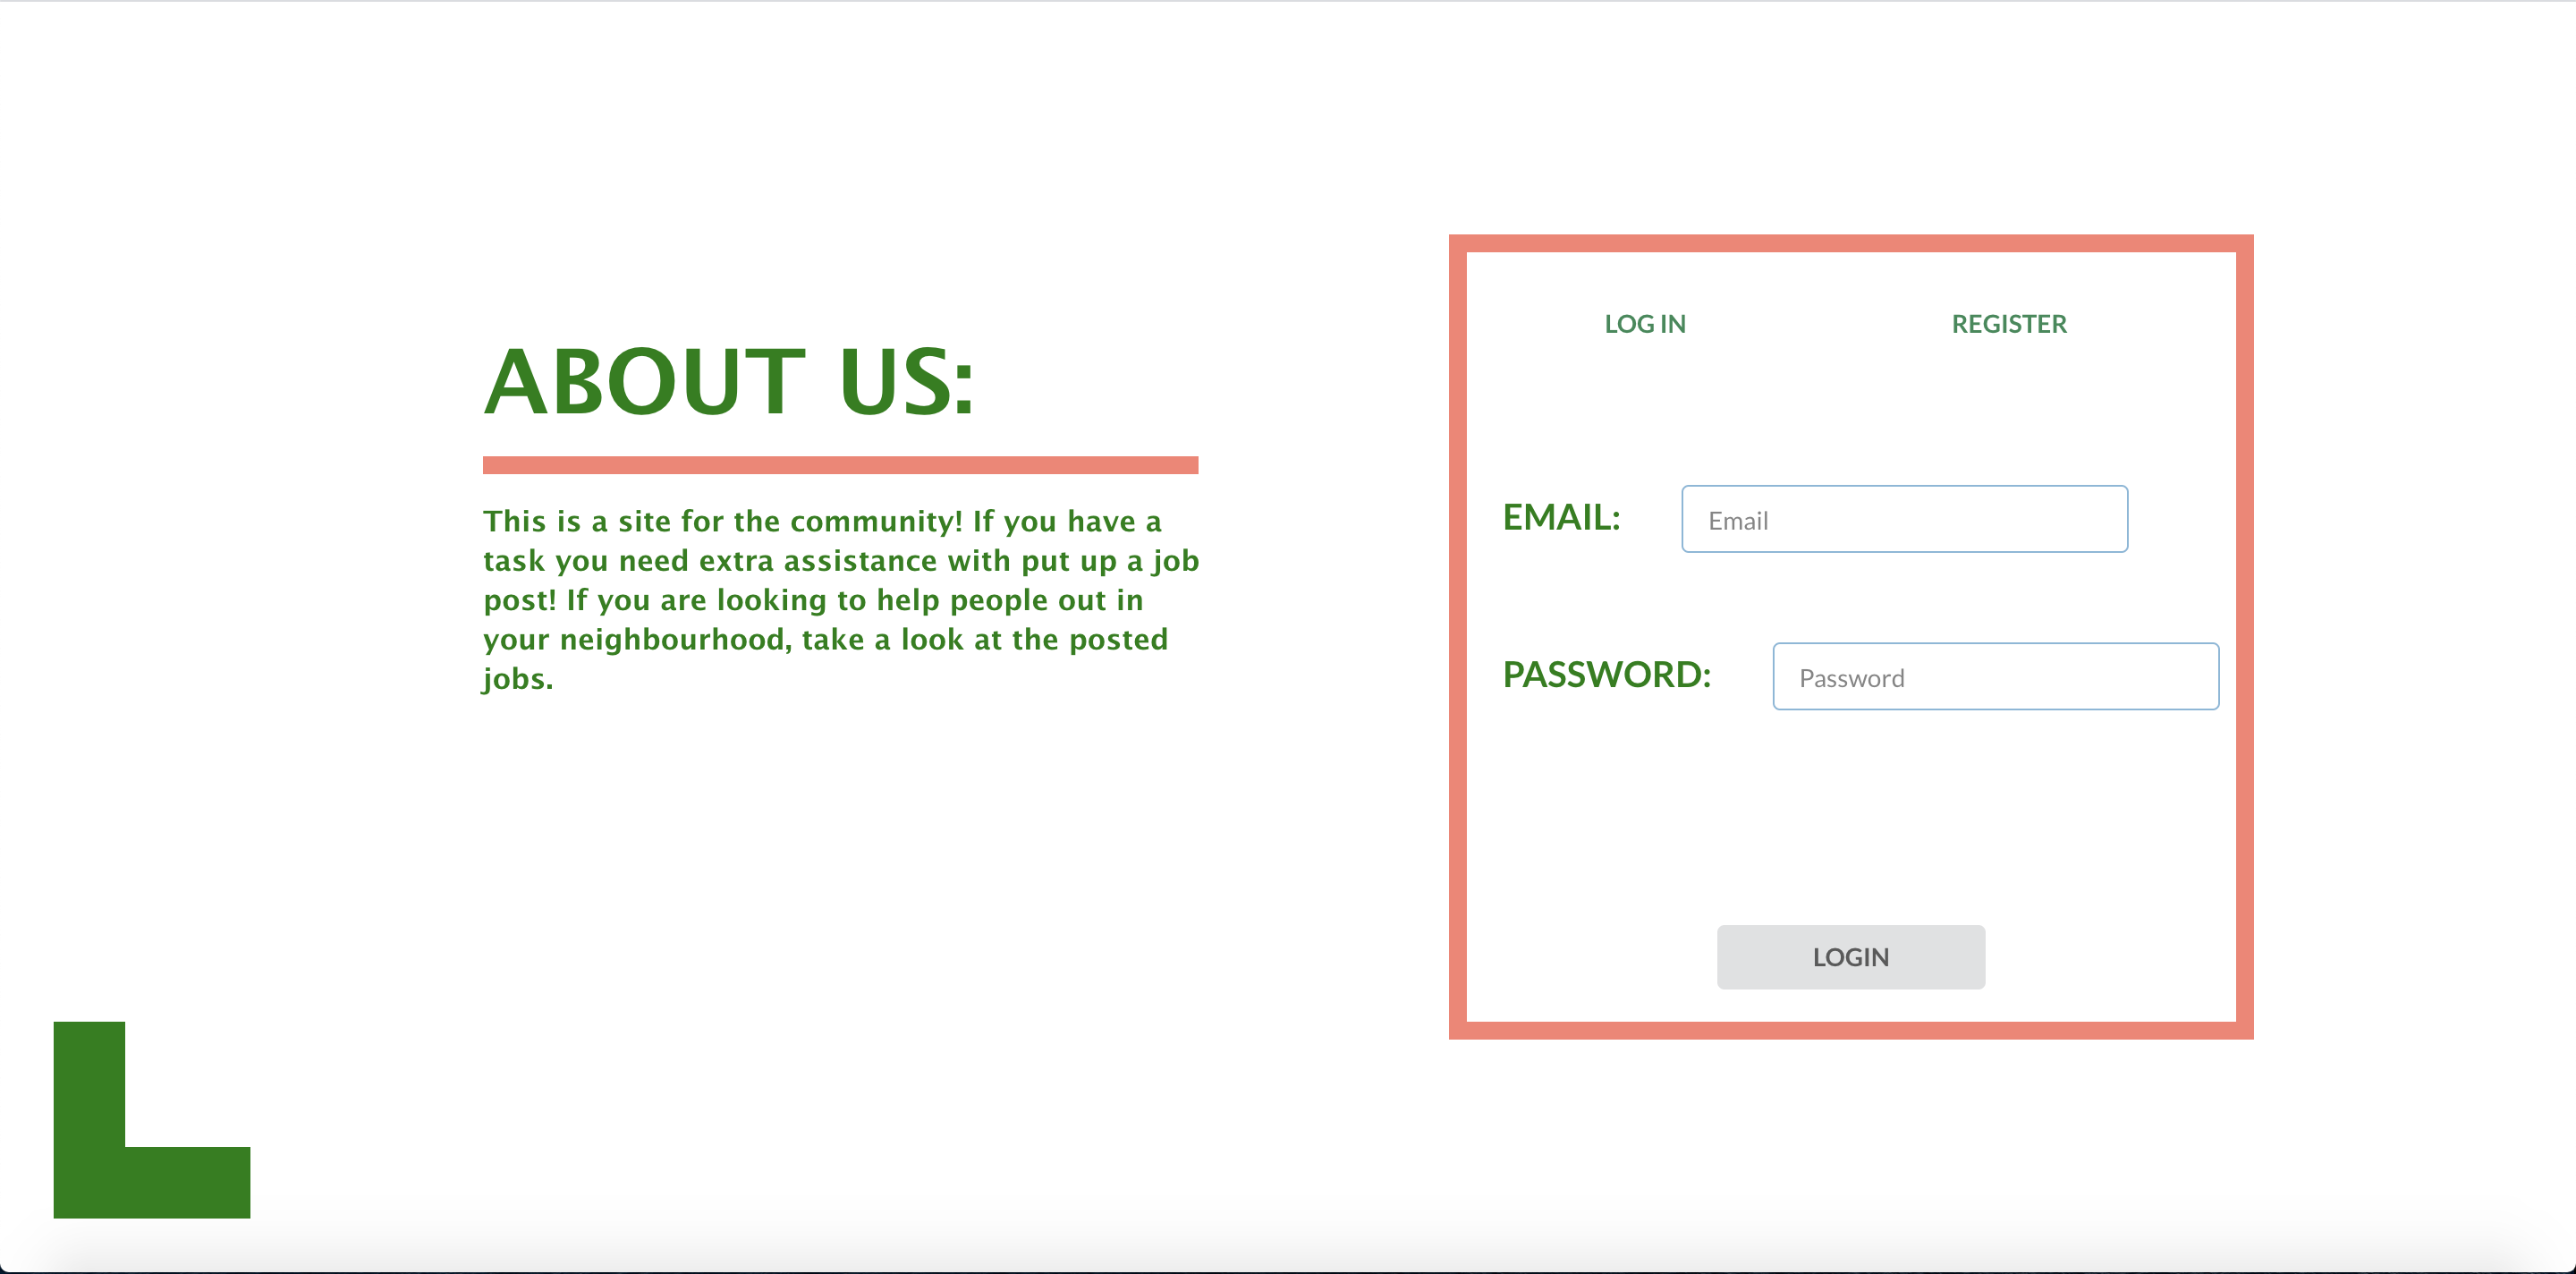 ABOUT US:
This is a site for the community! If you have a
task you need extra assistance with put up a job
post! If you are looking to help people out in
your neighbourhood, take a look at the posted
jobs.
LOG IN
REGISTER
EMAIL:
Email
PASSWORD:
Password
LOGIN